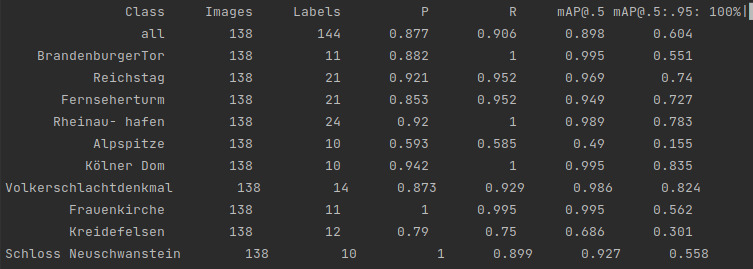 Class Images Labels P R mAP@.5 mAP@.5:.95: 100%|
all 138 144 0.877 0.906 0.898 0.604
BrandenburgerTor 138 11 0.882 1 0.995 0.551
Reichstag 138 21 0.921 0.952 0.969 0.74
Fernseherturm 138 21 0.853 0.952 0.949 0.727
Rheinau- hafen 138 24 0.92 1 0.989 0.783
Alpspitze 138 10 0.593 0.585 0.49 0.155
Kölner Dom 138 10 0.942 1 0.995 0.835
Volkerschlachtdenkmal 138 14 0.873 0.929 0.986 0.824
Frauenkirche 138 11 1 0.995 0.995 0.562
Kreidefelsen 138 12 0.79 0.75 0.686 0.301
Schloss Neuschwanstein 138 10 1 0.899 0.927 0.558